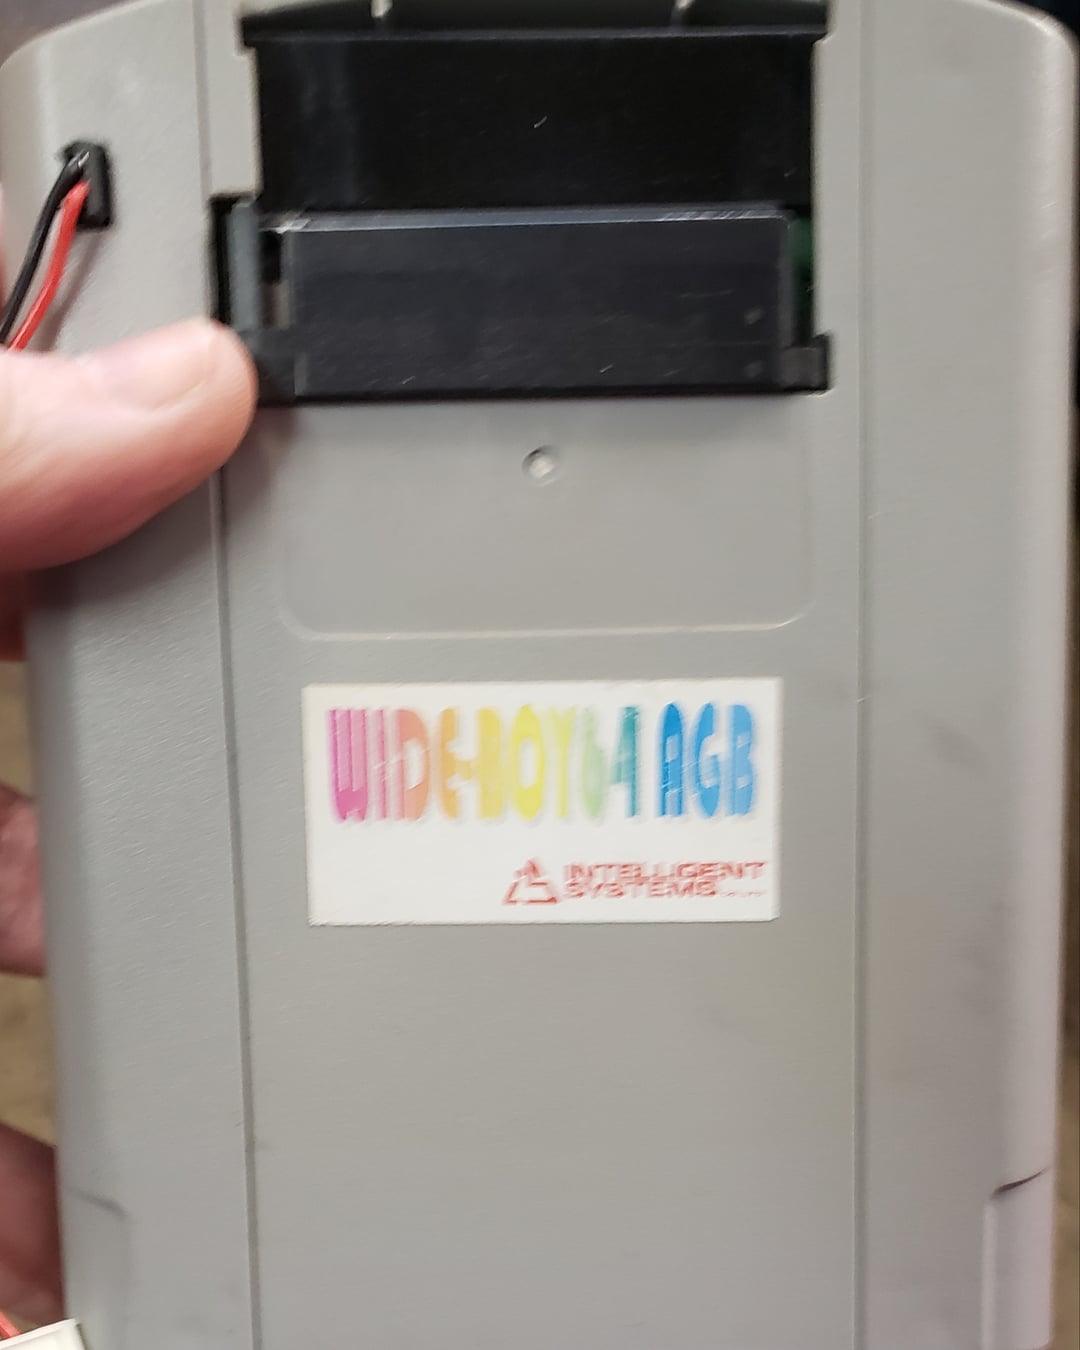 WIDE-BOY64 AGB
INTELLIGENT
SYSTEMS